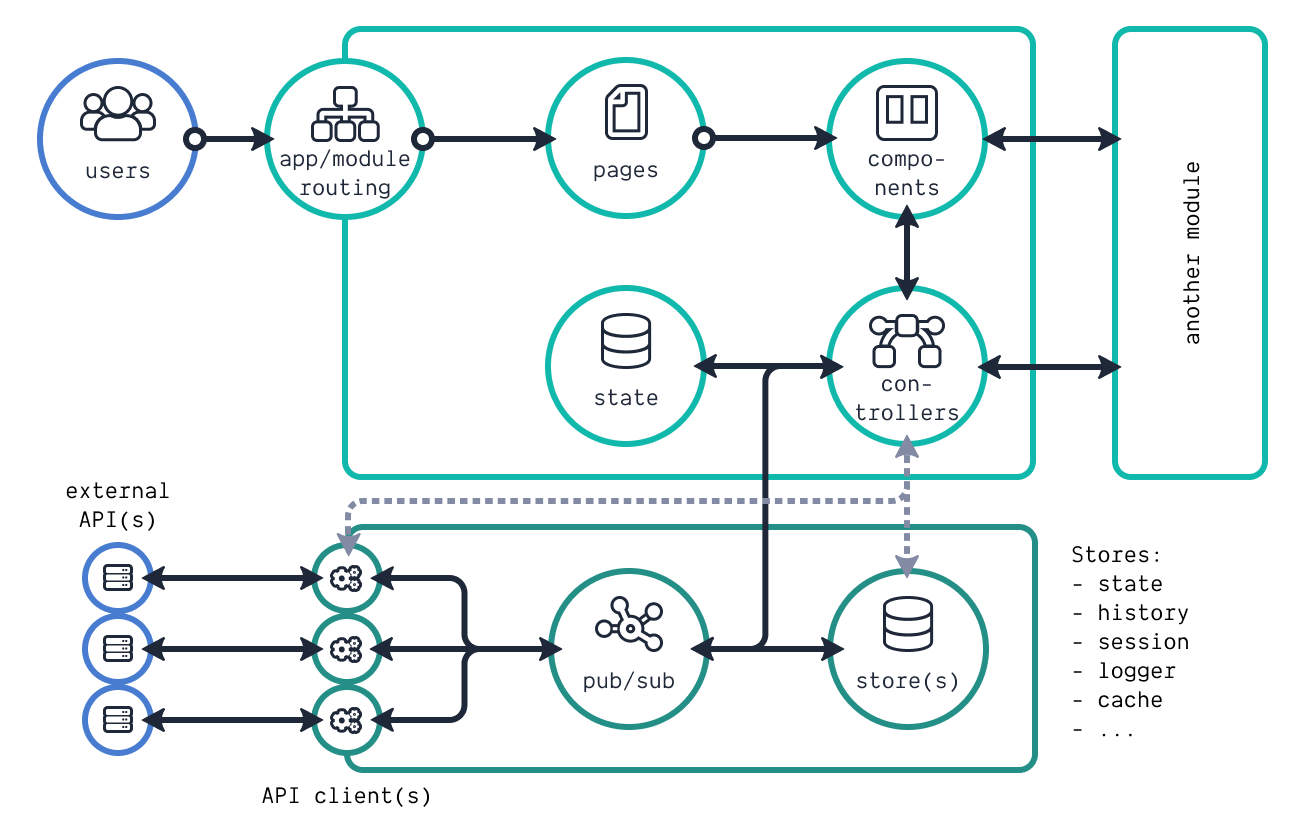 users
app/module
routing
pages
compo-
nents
another module
state
con-
trollers
external
API(s)
pub/sub
store(s)
Stores:
- state
- history
- session
- logger
- cache
- ...
API client(s)